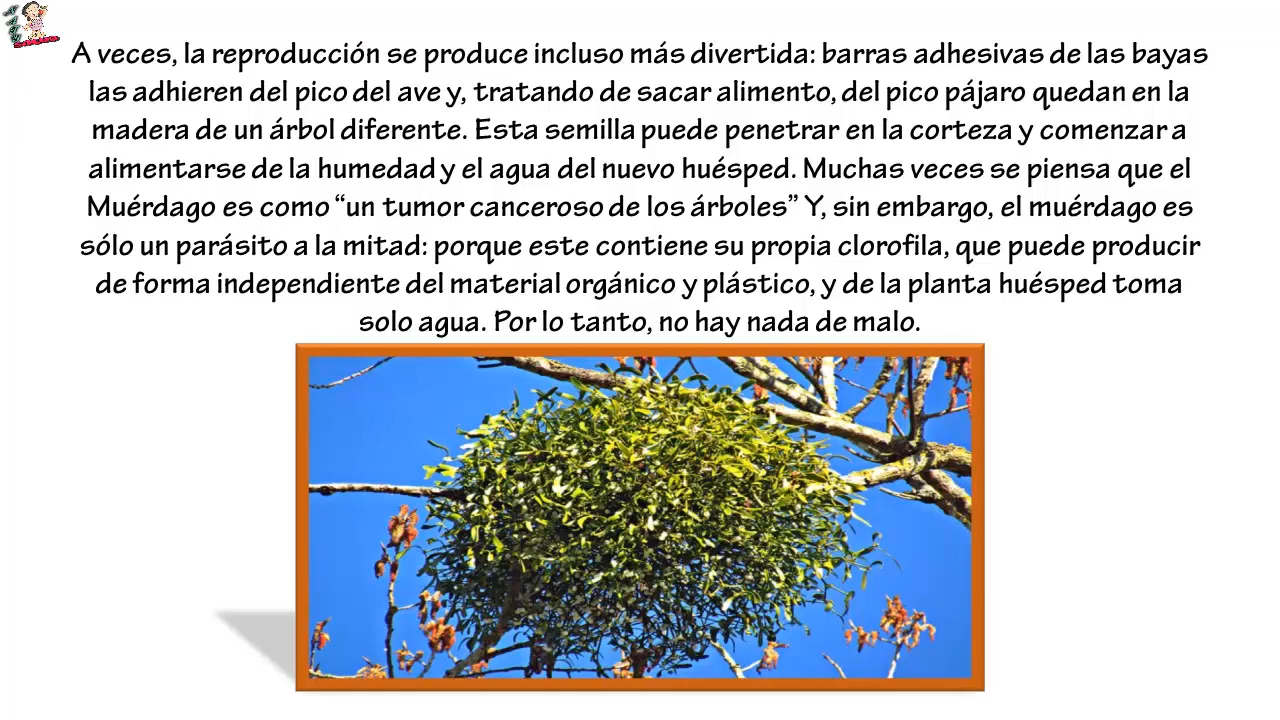 A veces, la reproducción se produce incluso más divertida: barras adhesivas de las bayas
las adhieren del pico del ave y, tratando de sacar alimento, del pico pájaro quedan en la
madera de un árbol diferente. Esta semilla puede penetrar en la corteza y comenzar a
alimentarse de la humedad y el agua del nuevo huésped. Muchas veces se piensa que el
Muérdago es como “un tumor canceroso de los árboles” Y, sin embargo, el muérdago es
sólo un parásito a la mitad: porque este contiene su propia clorofila, que puede producir
de forma independiente del material orgánico y plástico, y de la planta huésped toma
solo agua. Por lo tanto, no hay nada de malo.